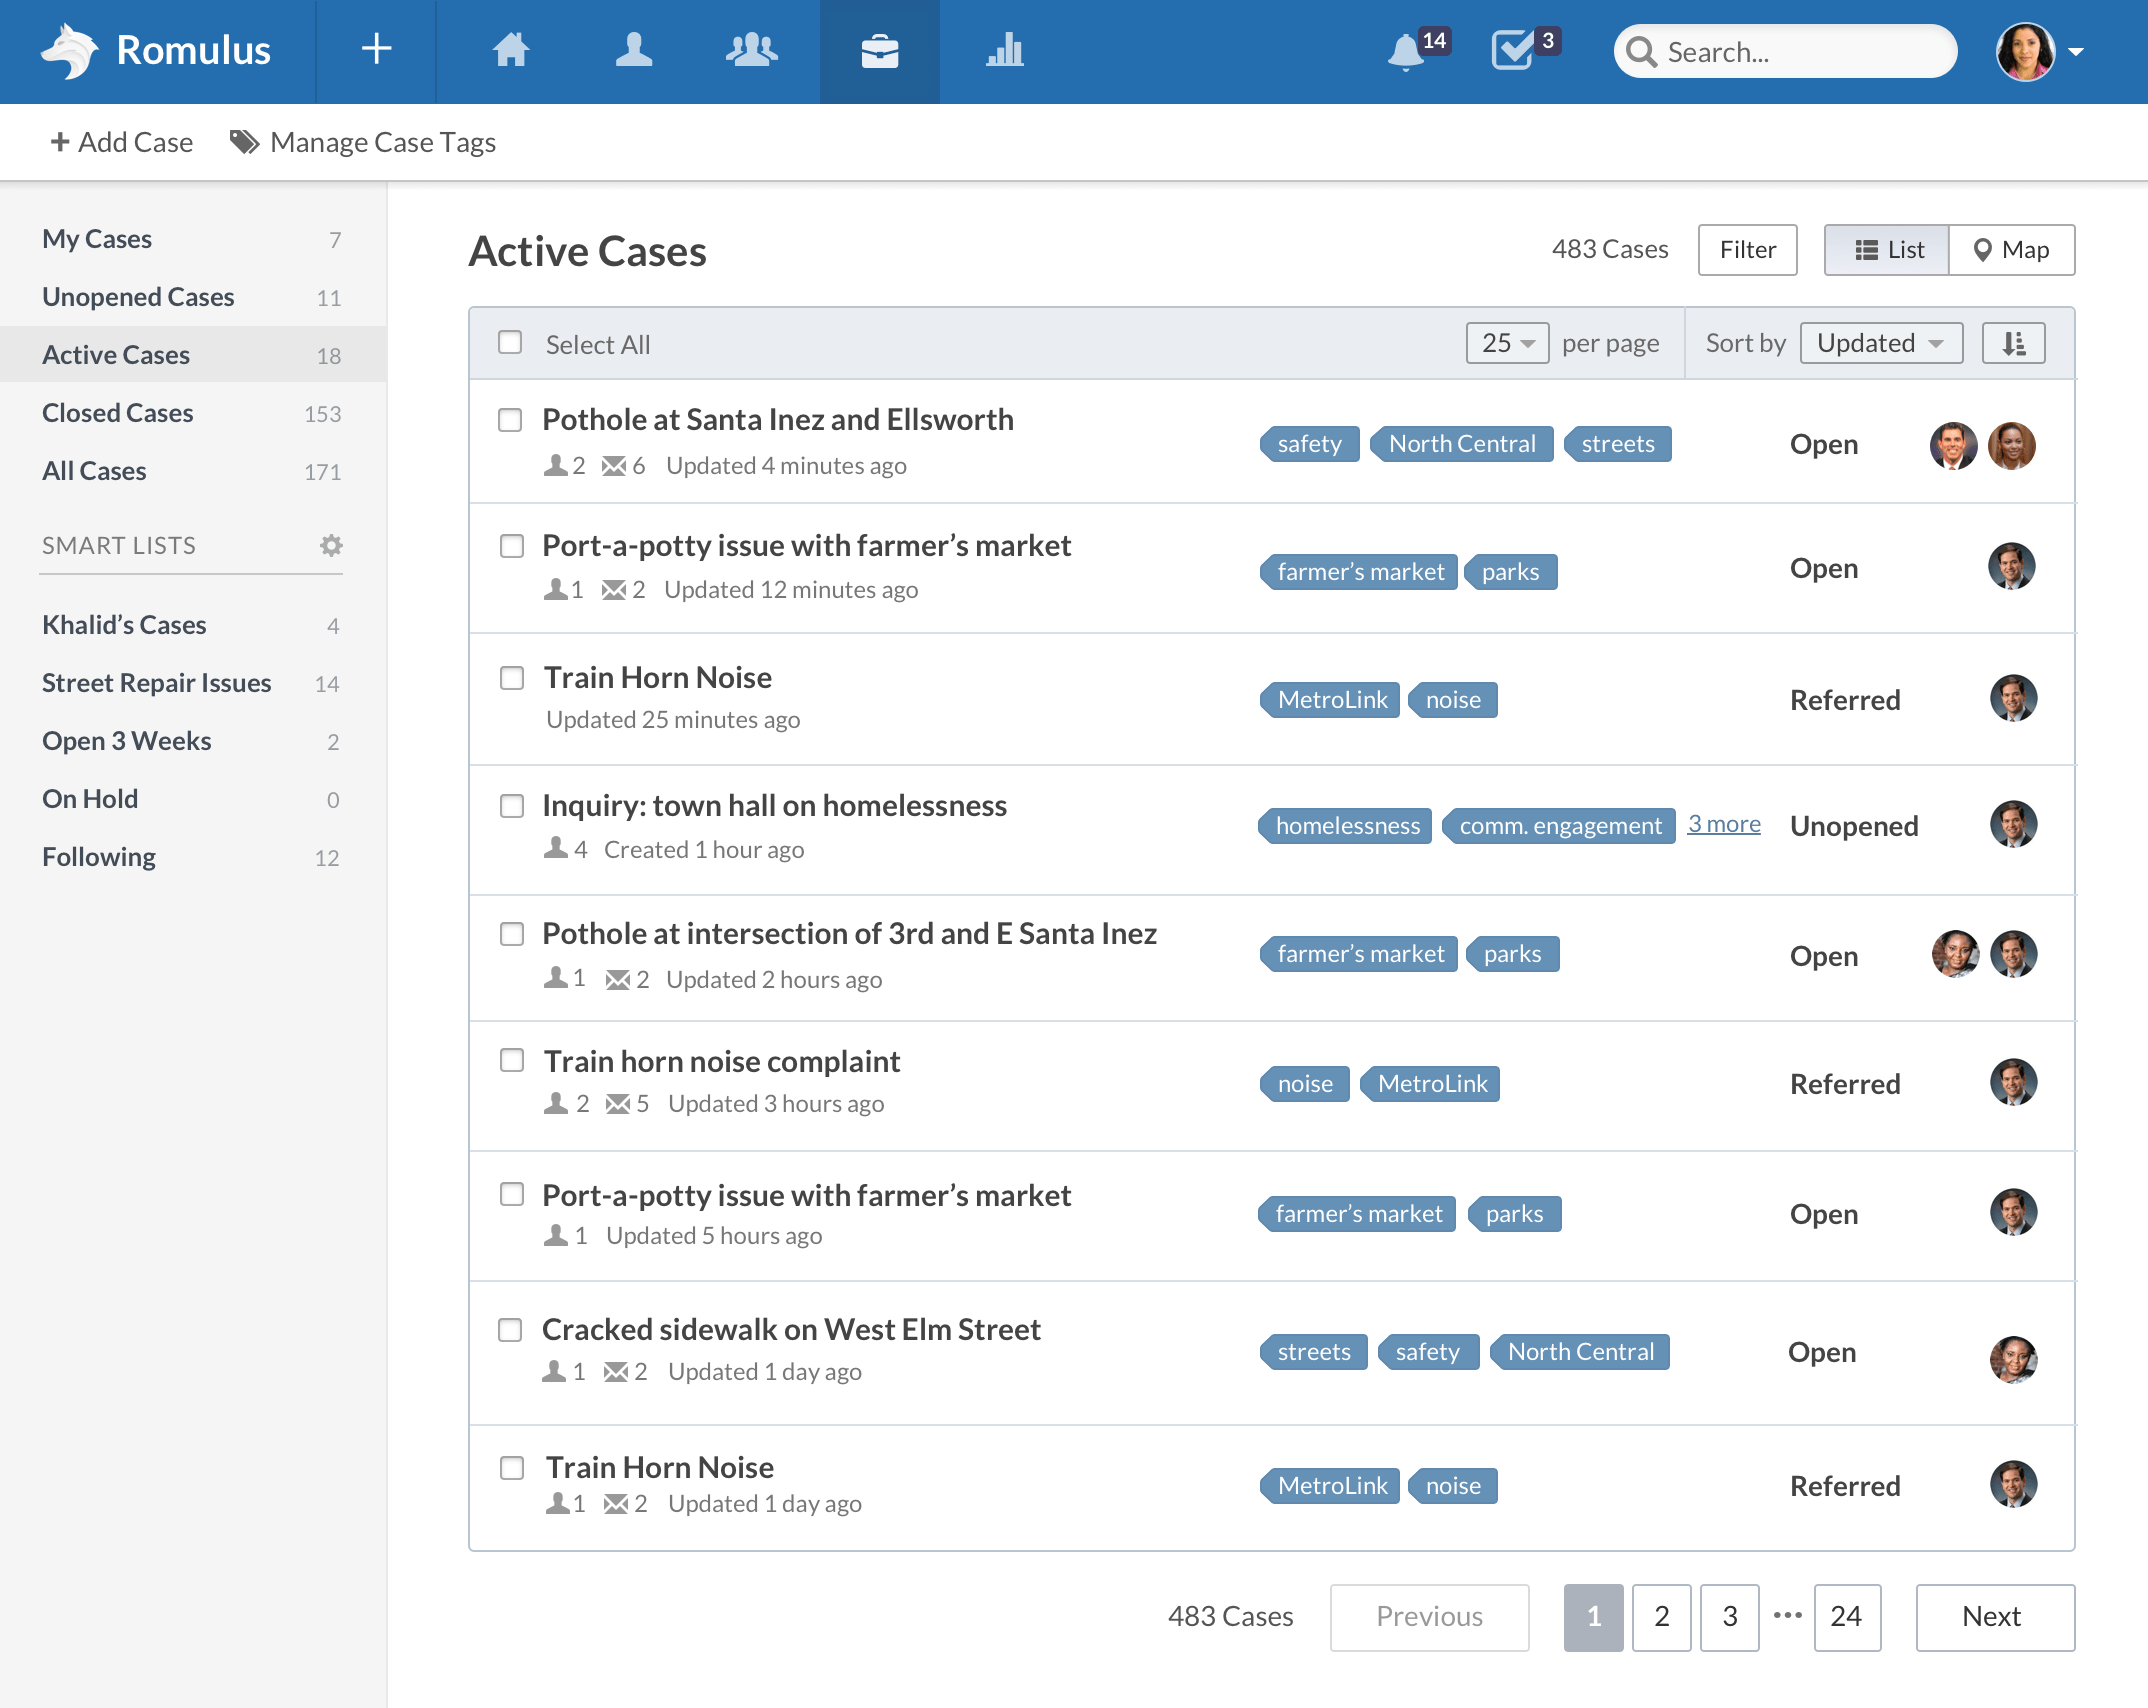 Romulus 14 3 Search...
+ Add Case Manage Case Tags
My Cases 7
Unopened Cases 11
Active Cases 18
Closed Cases 153
All Cases 171
SMART LISTS
Khalid’s Cases 4
Street Repair Issues 14
Open 3 Weeks 2
On Hold 0
Following 12
Active Cases 483 Cases Filter List Map
Select All 25 per page Sort by Updated
Pothole at Santa Inez and Ellsworth
2 6 Updated 4 minutes ago
safety North Central streets Open
Port-a-potty issue with farmer’s market
1 2 Updated 12 minutes ago
farmer’s market parks Open
Train Horn Noise
Updated 25 minutes ago
MetroLink noise Referred
Inquiry: town hall on homelessness
4 Created 1 hour ago
homelessness comm. engagement 3 more Unopened
Pothole at intersection of 3rd and E Santa Inez
1 2 Updated 2 hours ago
farmer’s market parks Open
Train horn noise complaint
2 5 Updated 3 hours ago
noise MetroLink Referred
Port-a-potty issue with farmer’s market
1 Updated 5 hours ago
farmer’s market parks Open
Cracked sidewalk on West Elm Street
1 2 Updated 1 day ago
streets safety North Central Open
Train Horn Noise
1 2 Updated 1 day ago
MetroLink noise Referred
483 Cases Previous 1 2 3 ... 24 Next